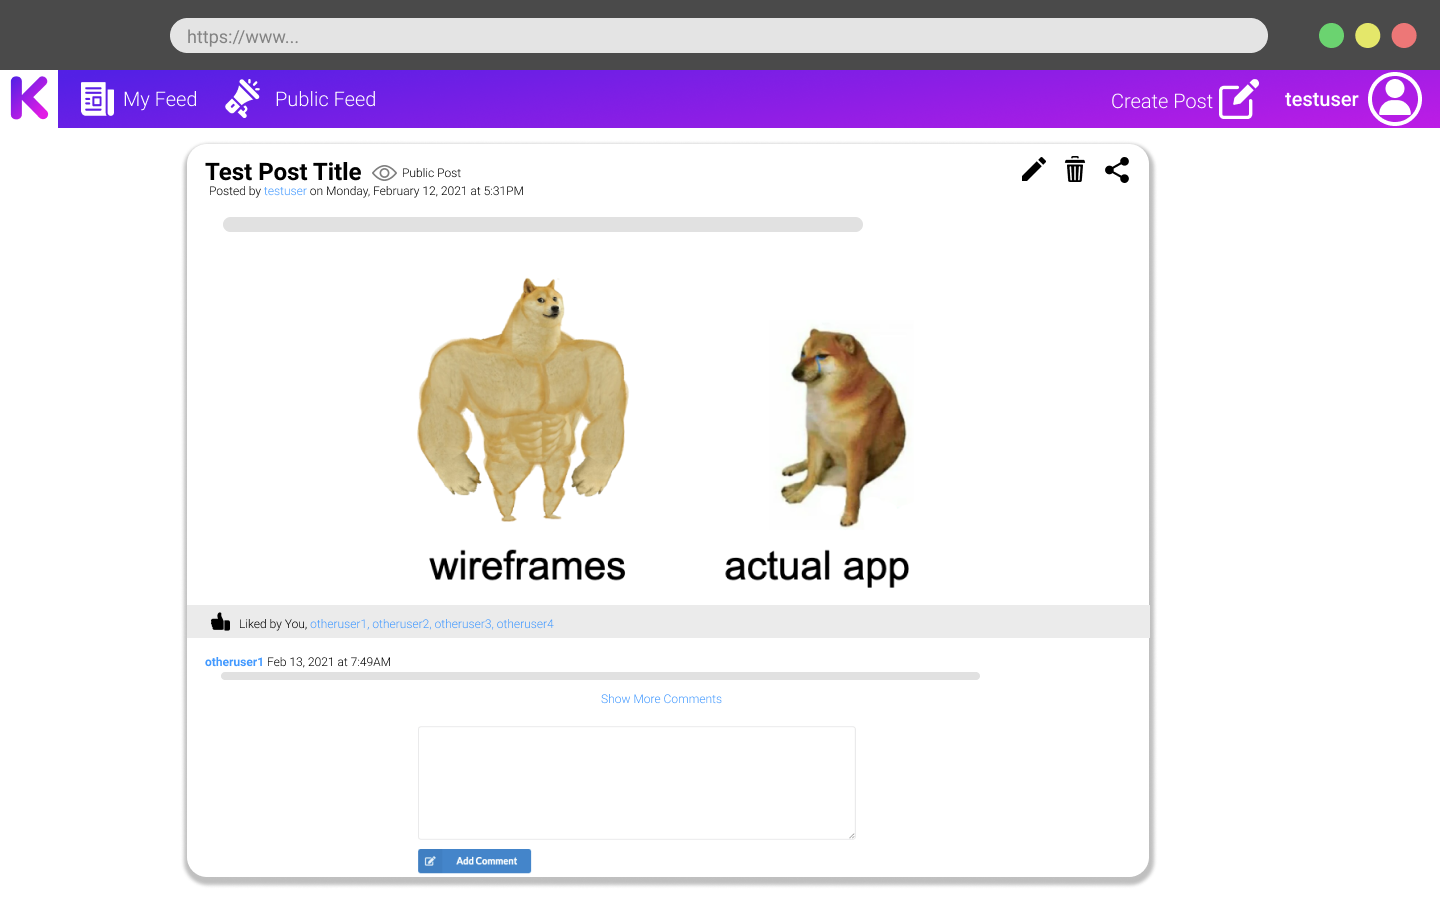 https://www...
K My Feed Public Feed Create Post testuser
Test Post Title Public Post
Posted by testuser on Monday, February 12, 2021 at 5:31PM
wireframes actual app
Liked by You, otheruser1, otheruser2, otheruser3, otheruser4
otheruser1 Feb 13, 2021 at 7:49AM
Show More Comments
Add Comment